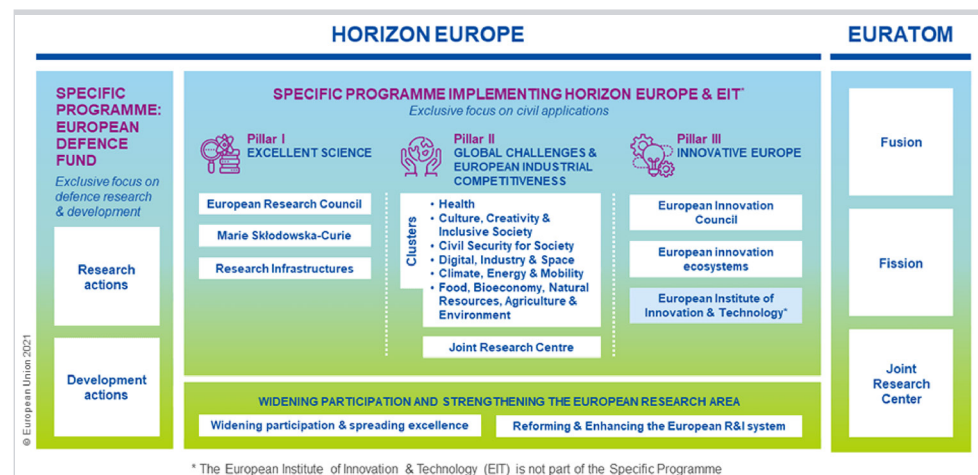 HORIZON EUROPE
EURATOM
SPECIFIC
PROGRAMME:
EUROPEAN
DEFENCE
FUND
Exclusive focus on
defence research
& development
Research
actions
Development
actions
SPECIFIC PROGRAMME IMPLEMENTING HORIZON EUROPE & EIT*
Exclusive focus on civil applications
Pillar I
EXCELLENT SCIENCE
European Research Council
Marie Skłodowska-Curie
Research Infrastructures
Pillar II
GLOBAL CHALLENGES &
EUROPEAN INDUSTRIAL
COMPETITIVENESS
Clusters
• Health
• Culture, Creativity &
Inclusive Society
• Civil Security for Society
• Digital, Industry & Space
• Climate, Energy & Mobility
• Food, Bioeconomy, Natural
Resources, Agriculture &
Environment
Joint Research Centre
Pillar III
INNOVATIVE EUROPE
European Innovation
Council
European innovation
ecosystems
European Institute of
Innovation & Technology*
WIDENING PARTICIPATION AND STRENGTHENING THE EUROPEAN RESEARCH AREA
Widening participation & spreading excellence
Reforming & Enhancing the European R&I system
Fusion
Fission
Joint
Research
Center
© European Union 2021
* The European Institute of Innovation & Technology (EIT) is not part of the Specific Programme